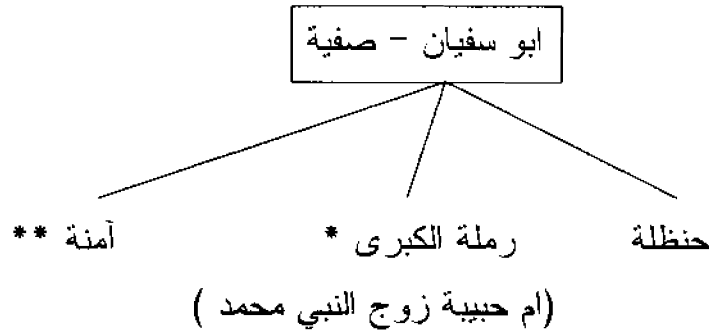 ابو سفيان - صفية
حنظلة رملة الكبرى * آمنة **
(ام حبيبة زوج النبي محمد )